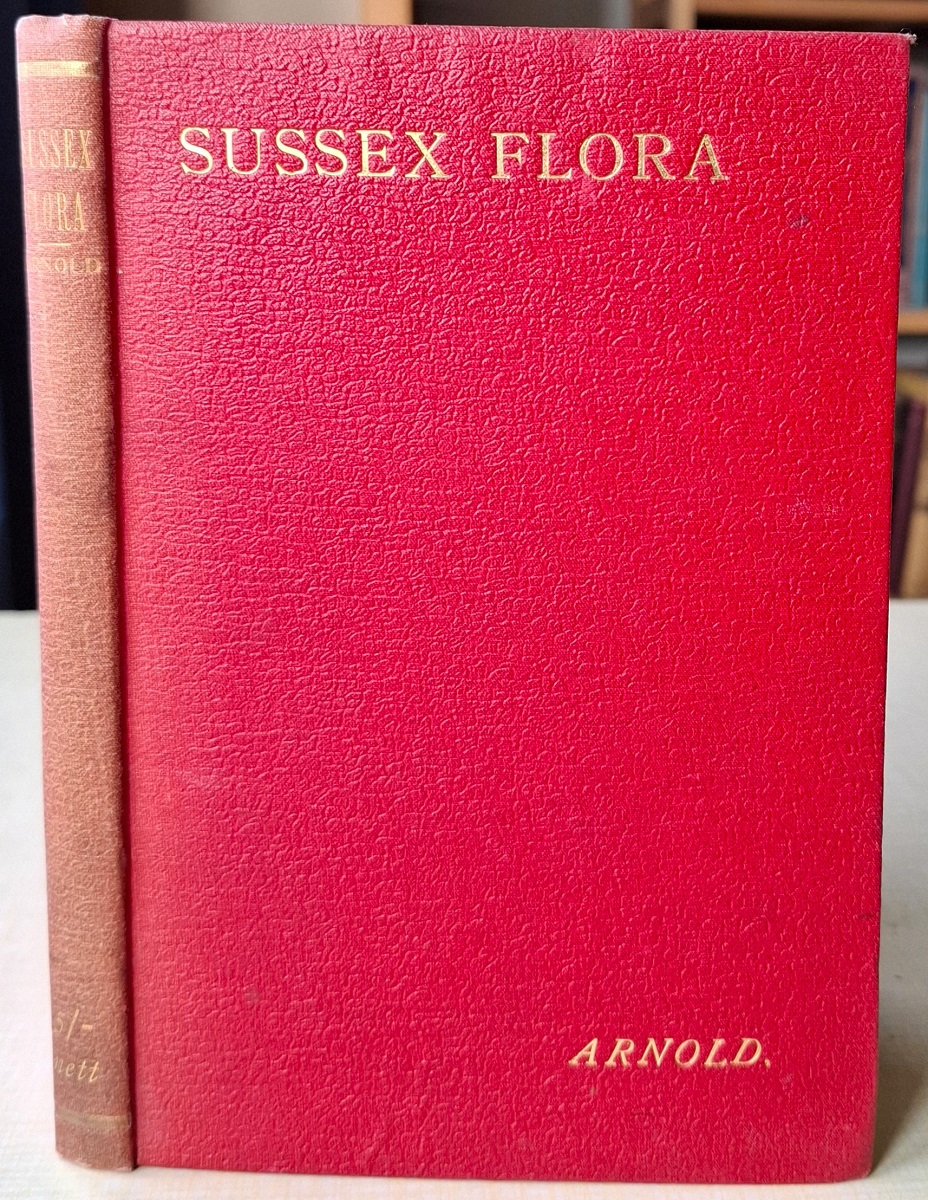 SUSSEX FLORA
ARNOLD.
SUSSEX
FLORA
ARNOLD
5/-
nett